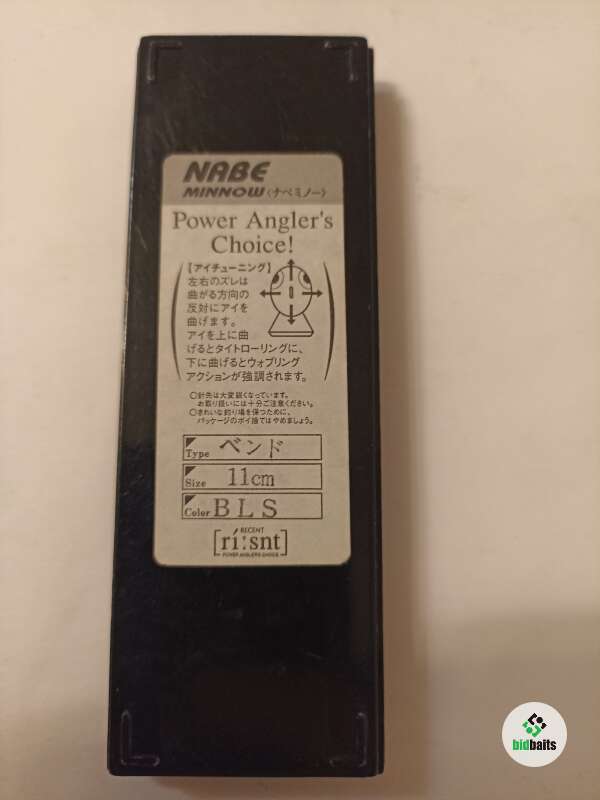 NABE
MINNOW〈ナベミノー〉
Power Angler's
Choice!
【アイチューニング】
左右のズレは
曲がる方向の
反対にアイを
曲げます。
アイを上に曲
げるとタイトローリングに、
下に曲げるとウォブリング
アクションが強調されます。
○針先は大変鋭くなっています。
お取り扱いには十分ご注意ください。
○きれいな釣り場を保つために、
パッケージのポイ捨てはやめましょう。
Type ベンド
Size 11cm
Color BLS
RECENT
[rí:snt]
POWER ANGLER'S CHOICE
bidbaits